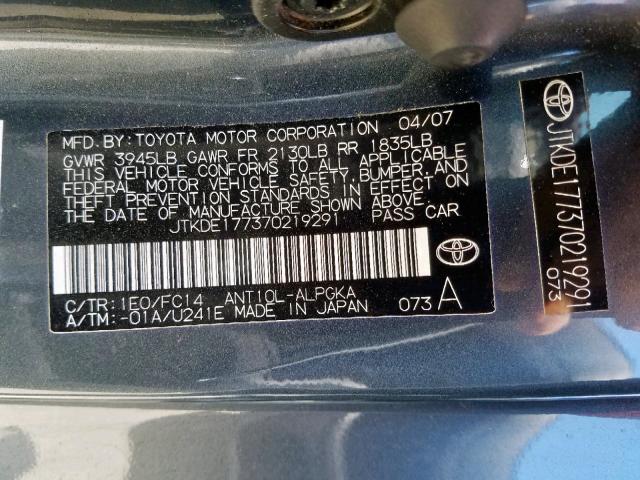 MFD. BY: TOYOTA MOTOR CORPORATION 04/07
GVWR 3945LB GAWR FR 2130LB RR 1835LB
THIS VEHICLE CONFORMS TO ALL APPLICABLE
FEDERAL MOTOR VEHICLE SAFETY, BUMPER, AND
THEFT PREVENTION STANDARDS IN EFFECT ON
THE DATE OF MANUFACTURE SHOWN ABOVE.
JTKDE177370219291 PASS CAR
TOYOTA
C/TR: 1E0/FC14 ANT10L-ALPGKA
A/TM: -01A/U241E MADE IN JAPAN 073 A
JTKDE177370219291
073